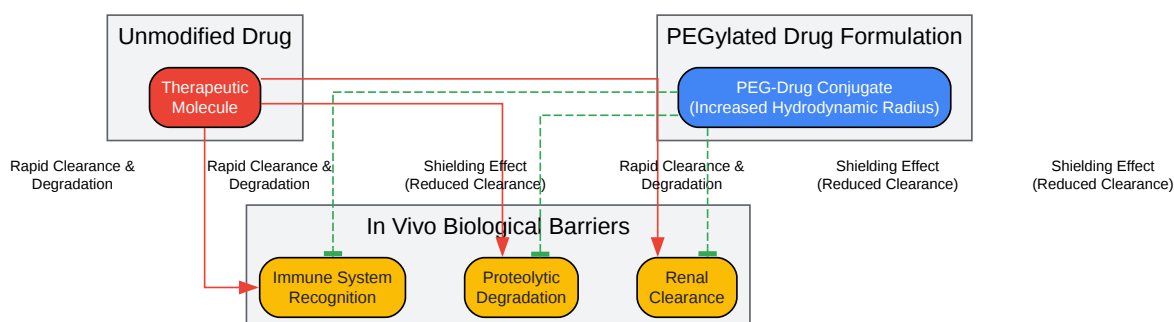 Unmodified Drug
PEGylated Drug Formulation
Therapeutic
Molecule
PEG-Drug Conjugate
(Increased Hydrodynamic Radius)
Rapid Clearance &
Degradation
Rapid Clearance &
Degradation
Shielding Effect
(Reduced Clearance)
Rapid Clearance &
Degradation
Shielding Effect
(Reduced Clearance)
Shielding Effect
(Reduced Clearance)
In Vivo Biological Barriers
Immune System
Recognition
Proteolytic
Degradation
Renal
Clearance